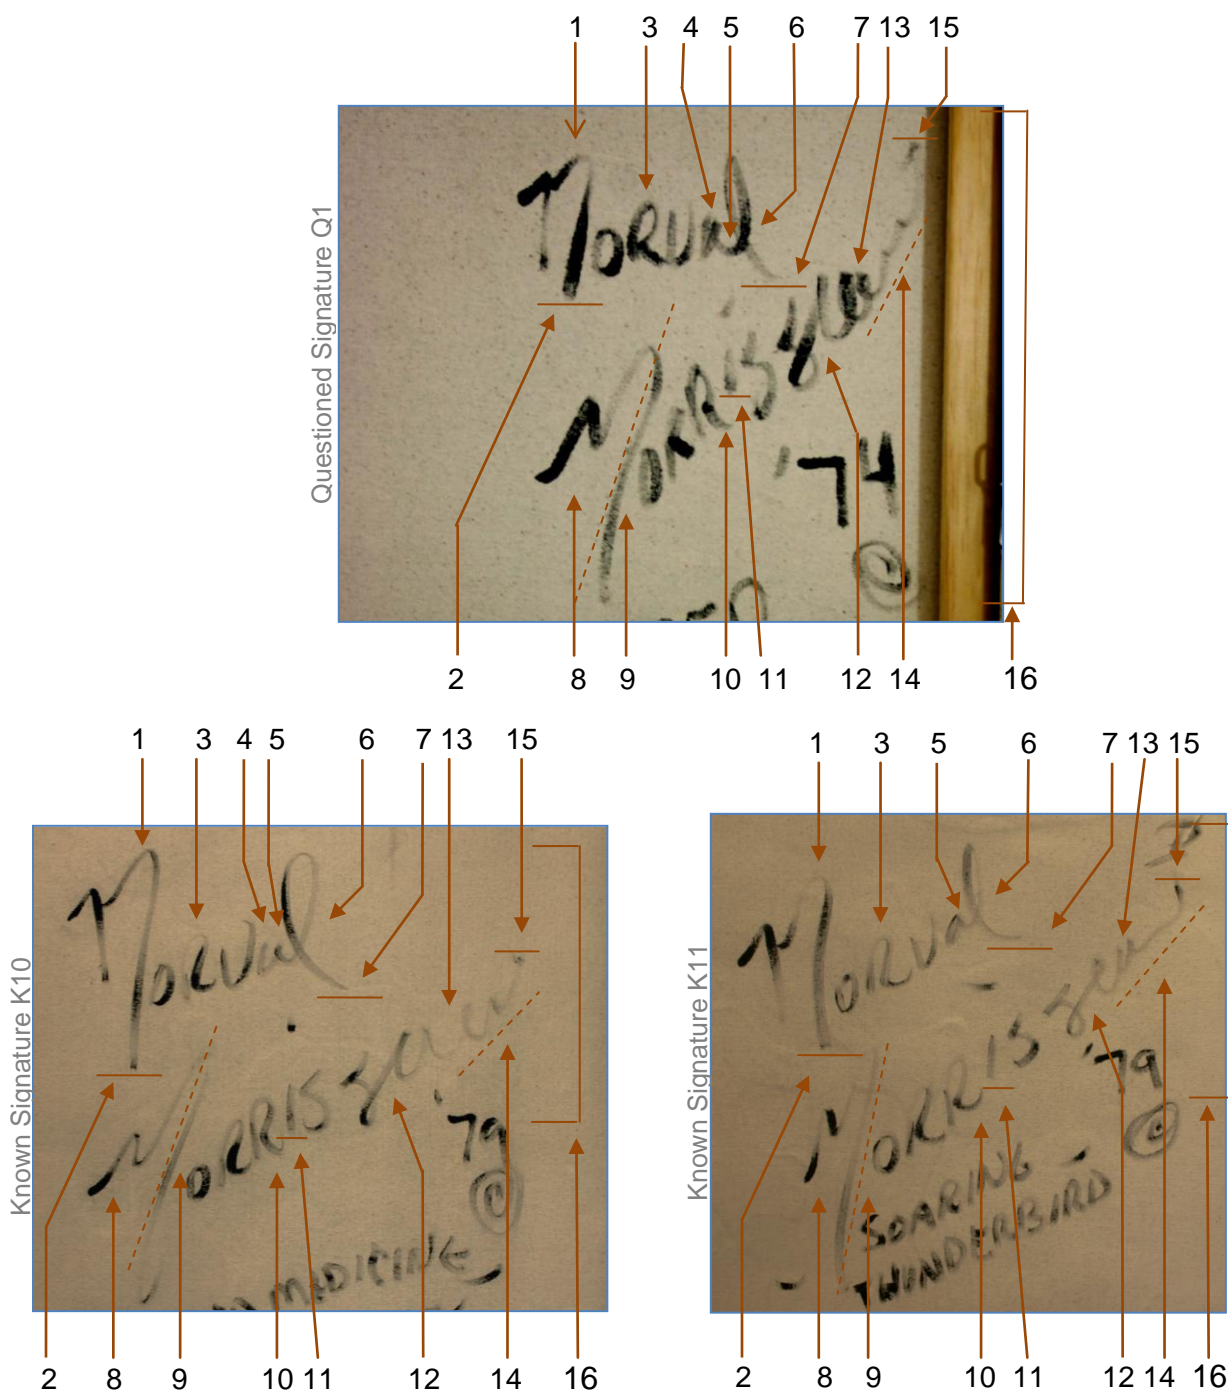 1 3 4 5 6 7 13 15
Questioned Signature Q1
Norval
Morrisseau
'74
©
2 8 9 10 11 12 14 16
1 3 4 5 6 7 13 15
Known Signature K10
Norval
Morrisseau
'79
©
MEDICINE
2 8 9 10 11 12 14 16
1 3 5 6 7 13 15
Known Signature K11
Norval
Morrisseau
'79
©
SOARING
THUNDERBIRD
2 8 9 10 11 12 14 16